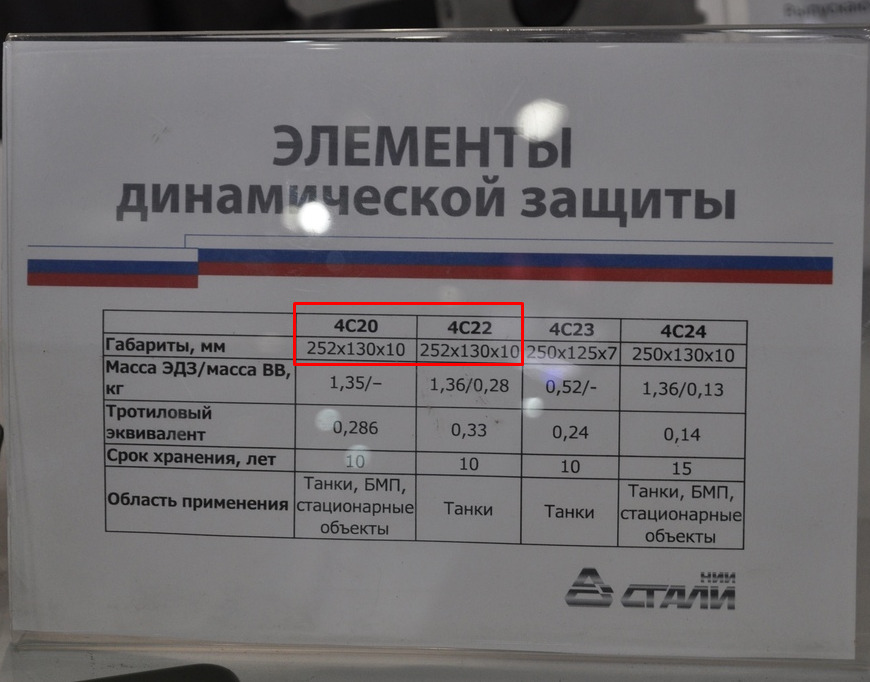 Выпускают
ЭЛЕМЕНТЫ
динамической защиты
4С20 4С22 4С23 4С24
Габариты, мм 252х130х10 252х130х10 250х125х7 250х130х10
Масса ЭДЗ/масса ВВ, кг 1,35/– 1,36/0,28 0,52/- 1,36/0,13
Тротиловый эквивалент 0,286 0,33 0,24 0,14
Срок хранения, лет 10 10 10 15
Область применения Танки, БМП, стационарные объекты Танки Танки Танки, БМП, стационарные объекты
НИИ
СТАЛИ